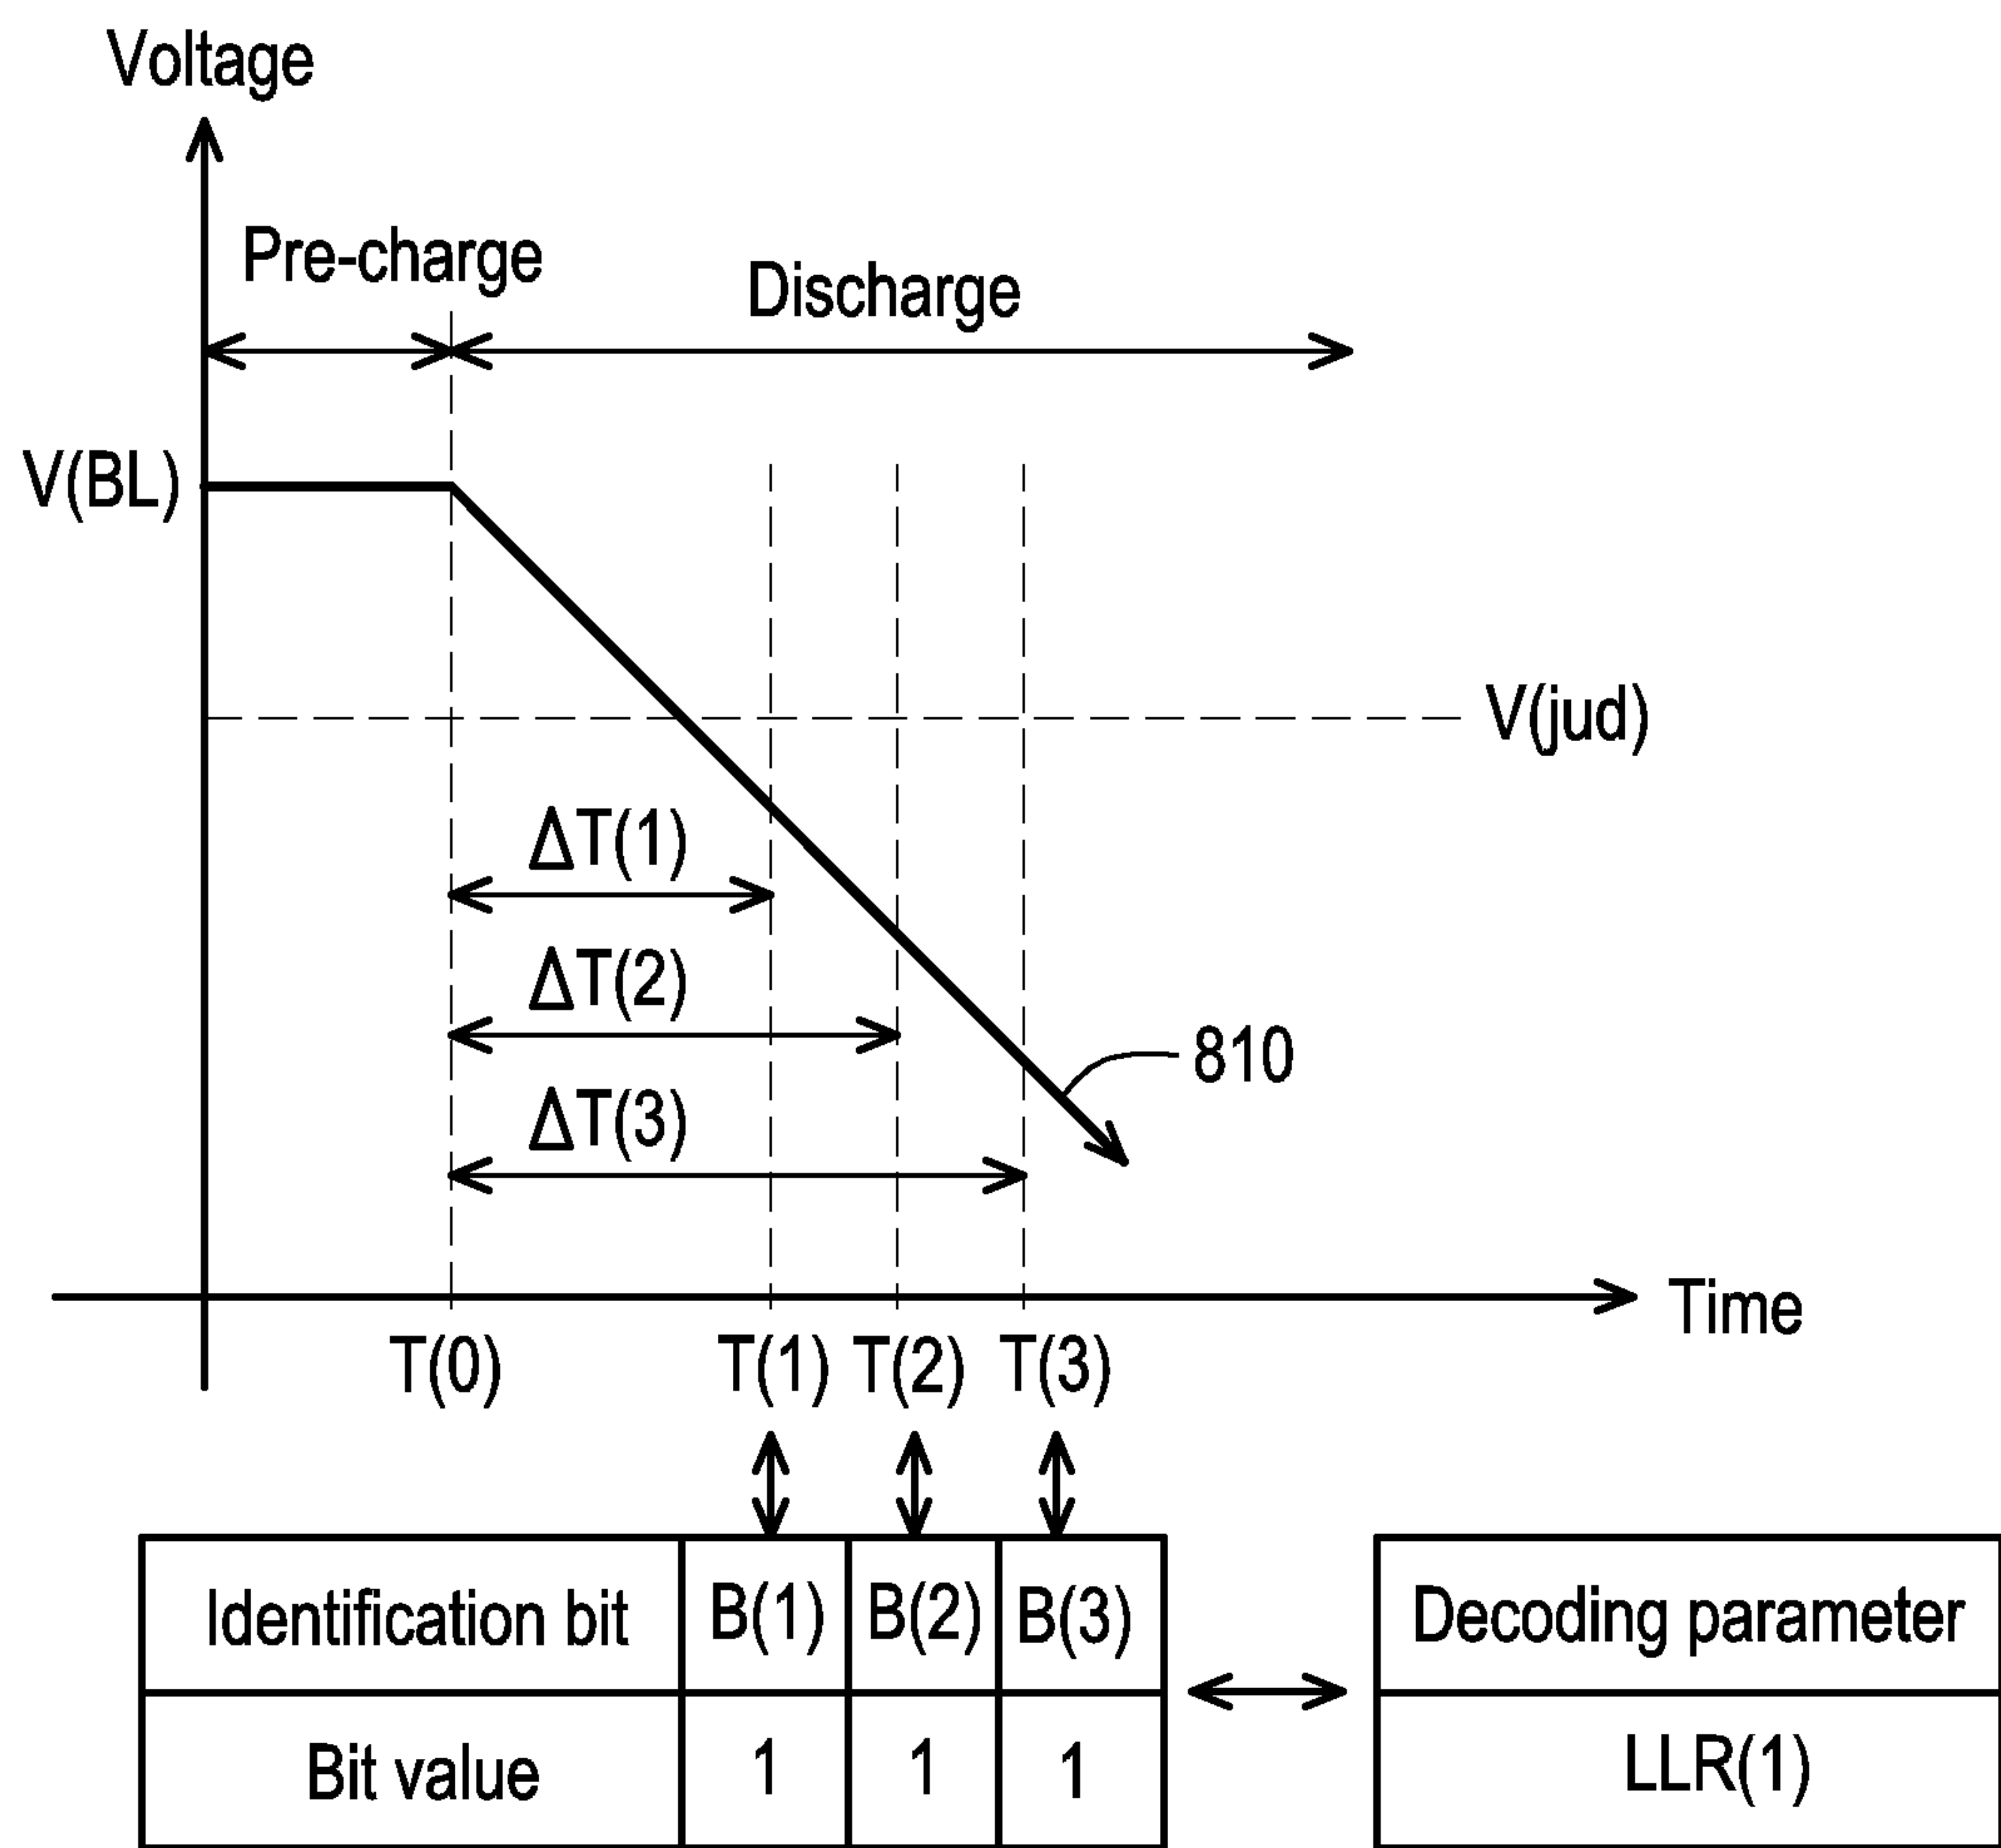 Voltage
Pre-charge
Discharge
V(BL)
V(jud)
ΔT(1)
ΔT(2)
810
ΔT(3)
Time
T(0) T(1) T(2) T(3)
Identification bit B(1) B(2) B(3)
Bit value 1 1 1
Decoding parameter
LLR(1)